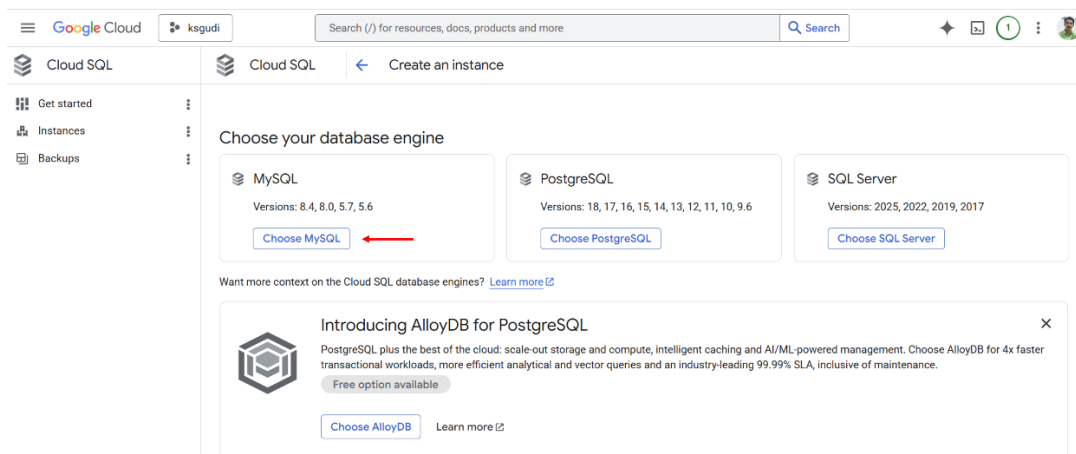 Google Cloud
ksgudi
Search (/) for resources, docs, products and more
Search
1
Cloud SQL
Cloud SQL
Create an instance
Get started
Instances
Backups
Choose your database engine
MySQL
Versions: 8.4, 8.0, 5.7, 5.6
Choose MySQL
PostgreSQL
Versions: 18, 17, 16, 15, 14, 13, 12, 11, 10, 9.6
Choose PostgreSQL
SQL Server
Versions: 2025, 2022, 2019, 2017
Choose SQL Server
Want more context on the Cloud SQL database engines? Learn more
Introducing AlloyDB for PostgreSQL
PostgreSQL plus the best of the cloud: scale-out storage and compute, intelligent caching and AI/ML-powered management. Choose AlloyDB for 4x faster
transactional workloads, more efficient analytical and vector queries and an industry-leading 99.99% SLA, inclusive of maintenance.
Free option available
Choose AlloyDB
Learn more